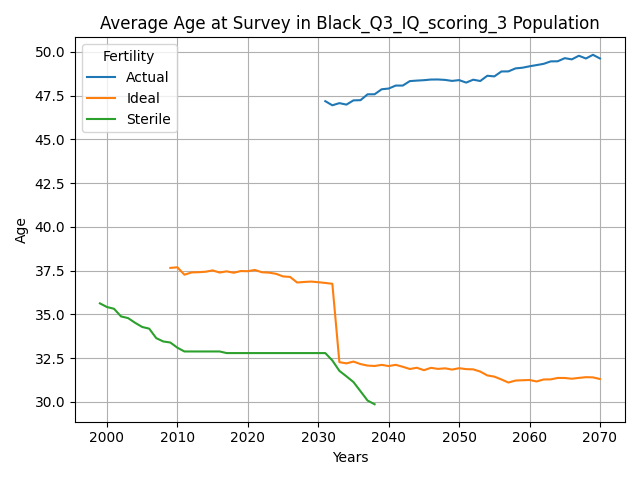 Average Age at Survey in Black_Q3_IQ_scoring_3 Population
Fertility
Actual
Ideal
Sterile
Age
50.0
47.5
45.0
42.5
40.0
37.5
35.0
32.5
30.0
2000 2010 2020 2030 2040 2050 2060 2070
Years